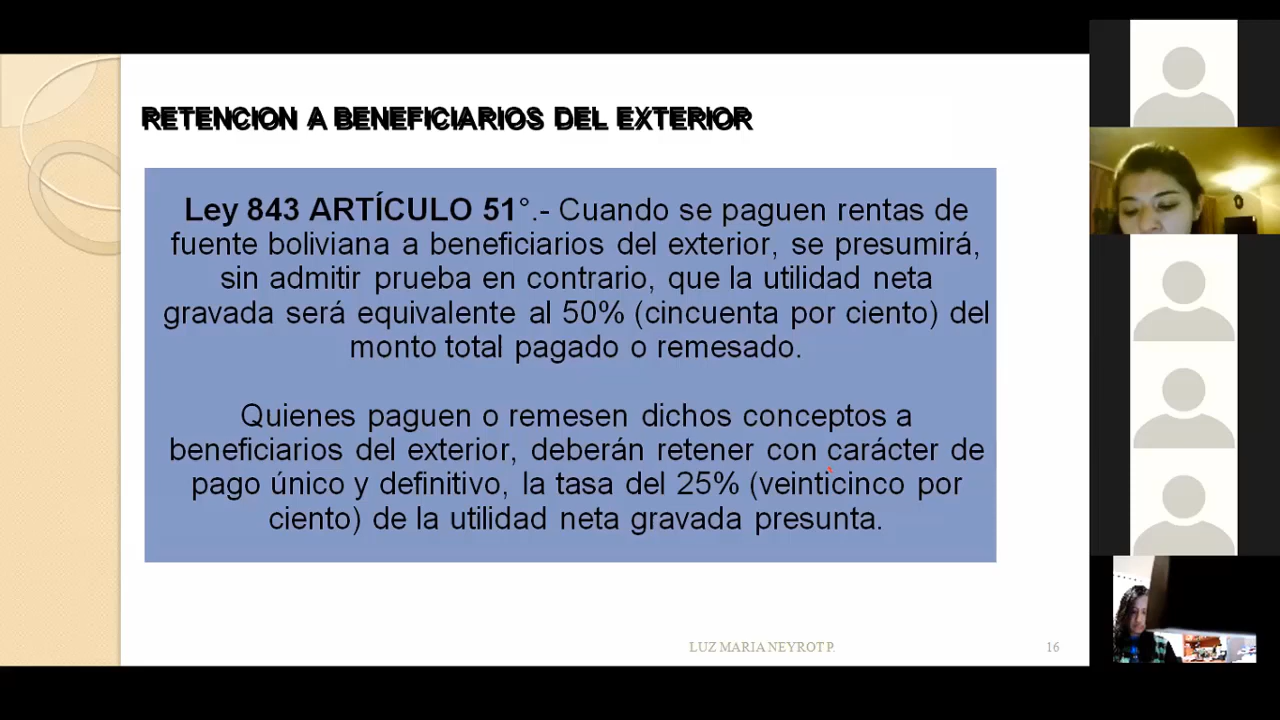 RETENCION A BENEFICIARIOS DEL EXTERIOR
Ley 843 ARTÍCULO 51°.- Cuando se paguen rentas de
fuente boliviana a beneficiarios del exterior, se presumirá,
sin admitir prueba en contrario, que la utilidad neta
gravada será equivalente al 50% (cincuenta por ciento) del
monto total pagado o remesado.
Quienes paguen o remesen dichos conceptos a
beneficiarios del exterior, deberán retener con carácter de
pago único y definitivo, la tasa del 25% (veinticinco por
ciento) de la utilidad neta gravada presunta.
LUZ MARIA NEYROT P.
16